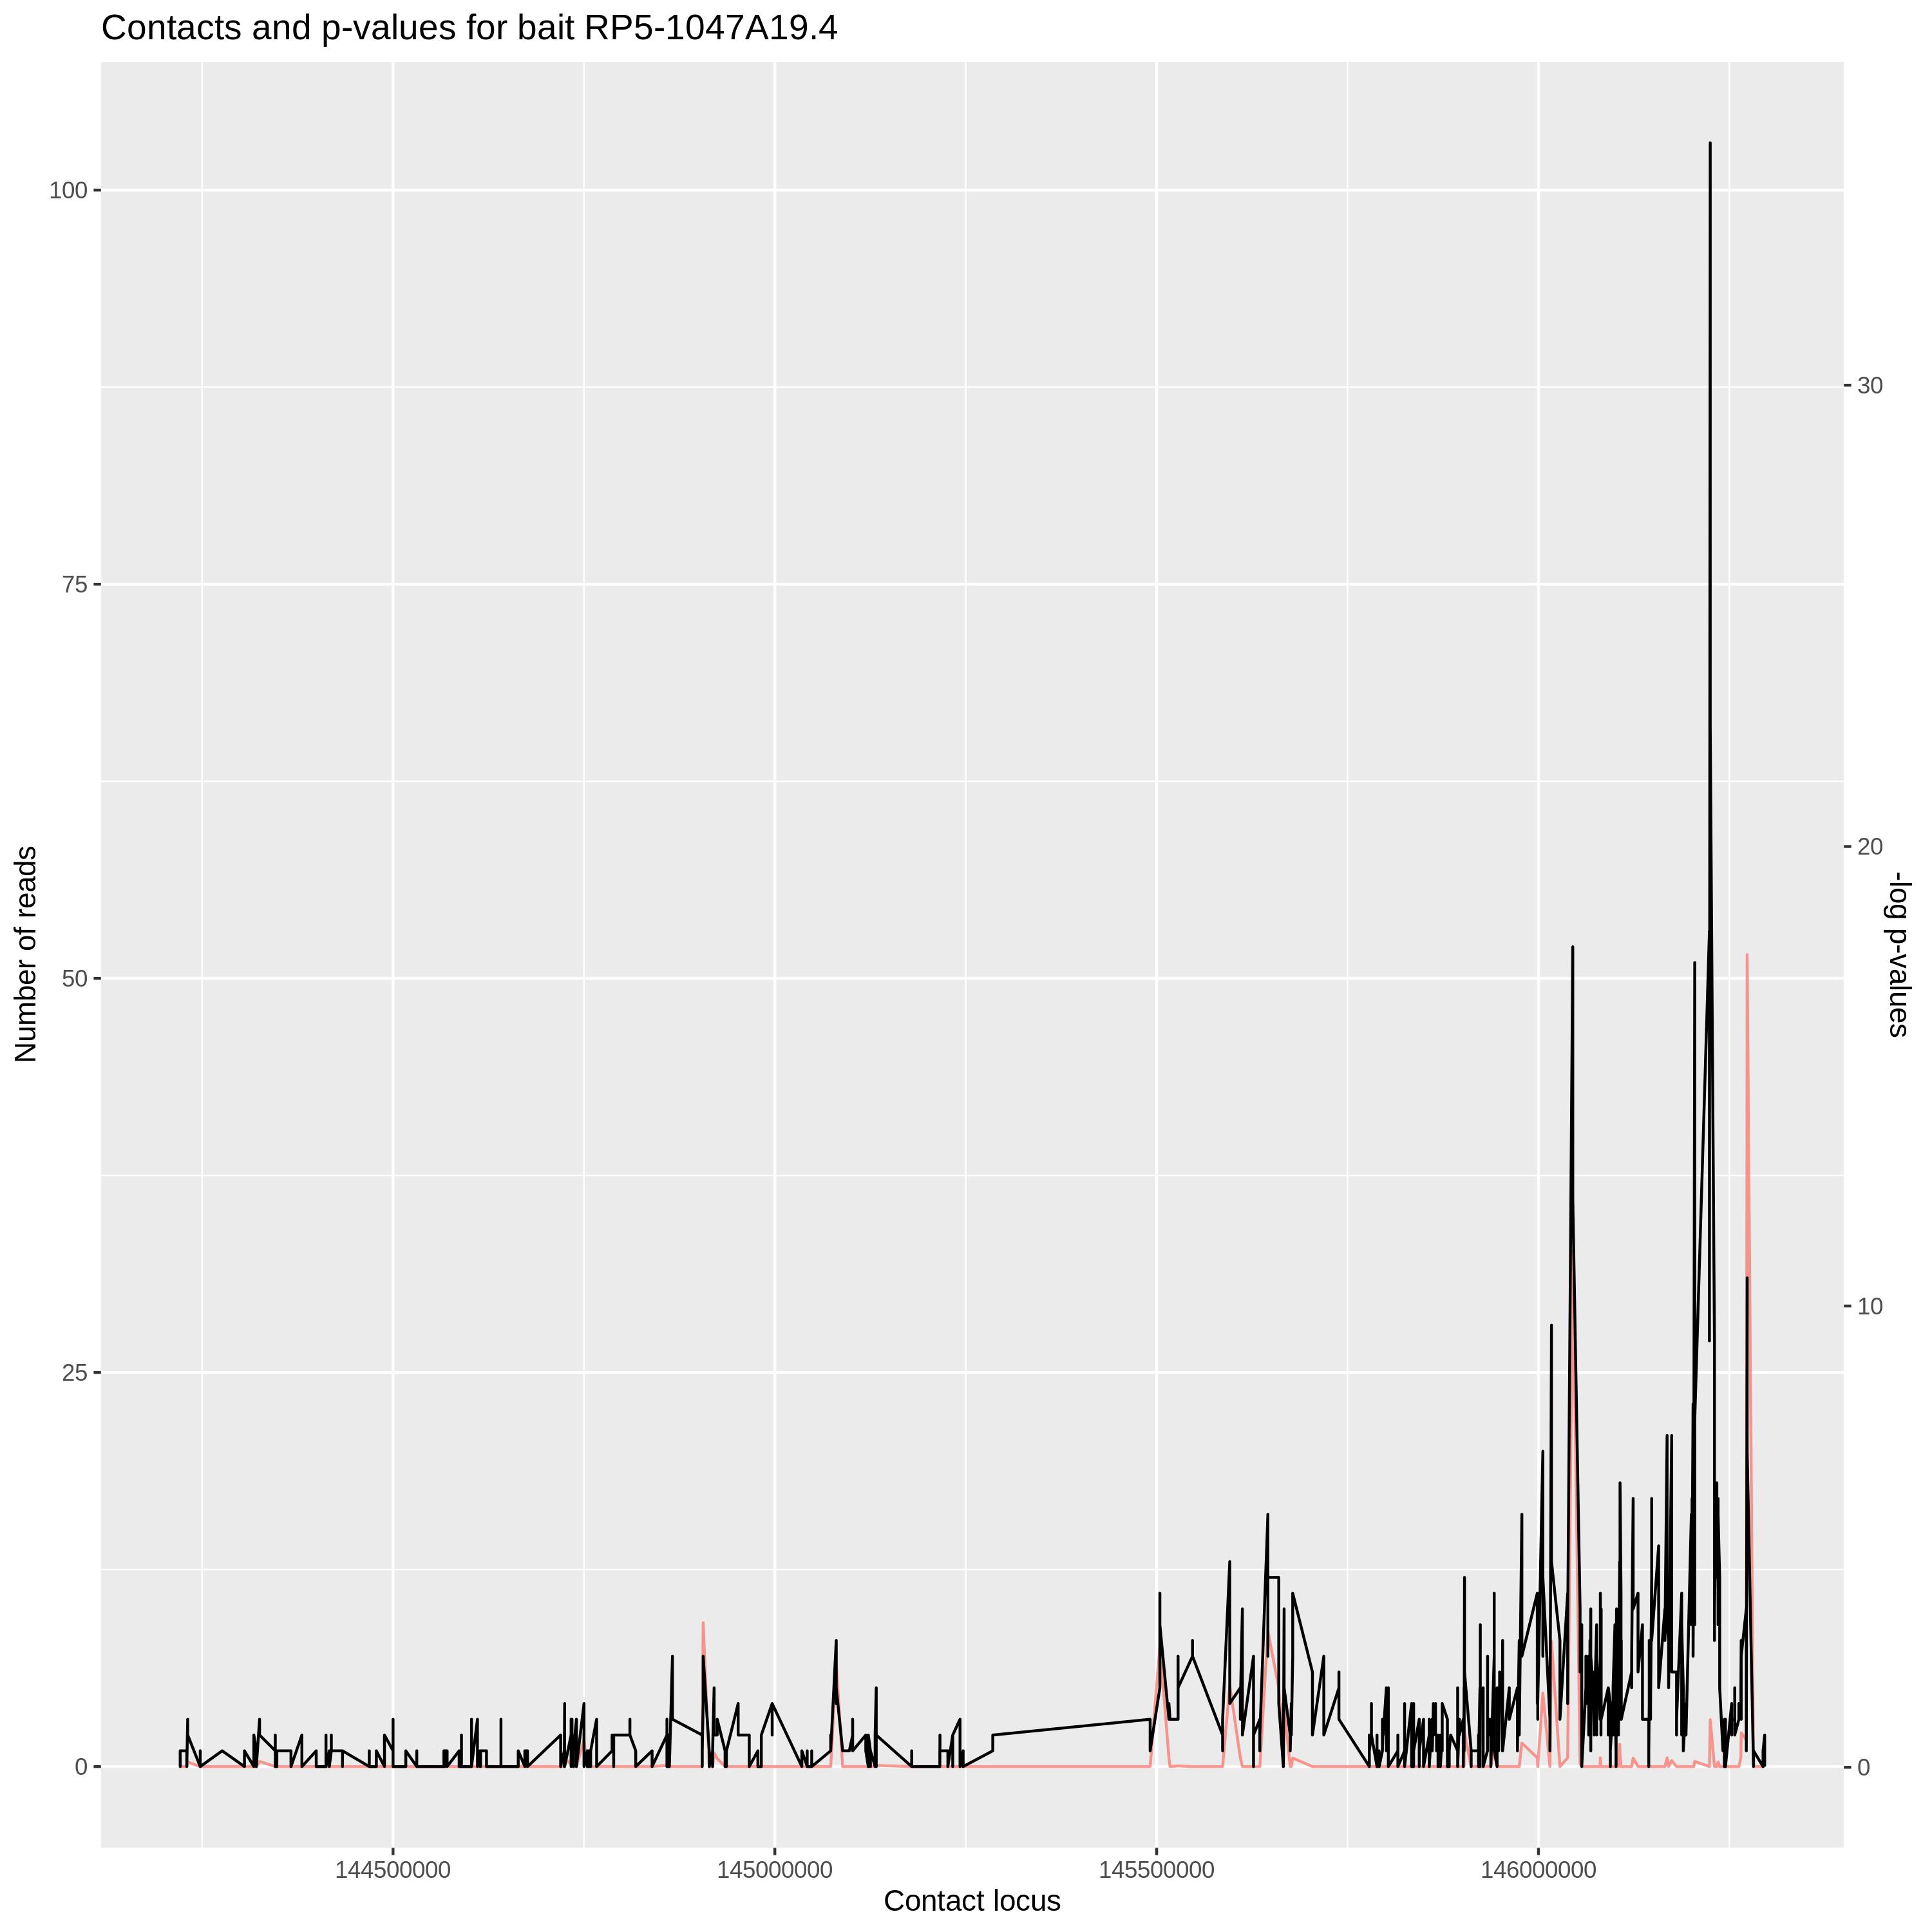 Contacts and p-values for bait RP5-1047A19.4
100
75
50
25
0
Number of reads
30
20
10
0
-log p-values
144500000 145000000 145500000 146000000
Contact locus